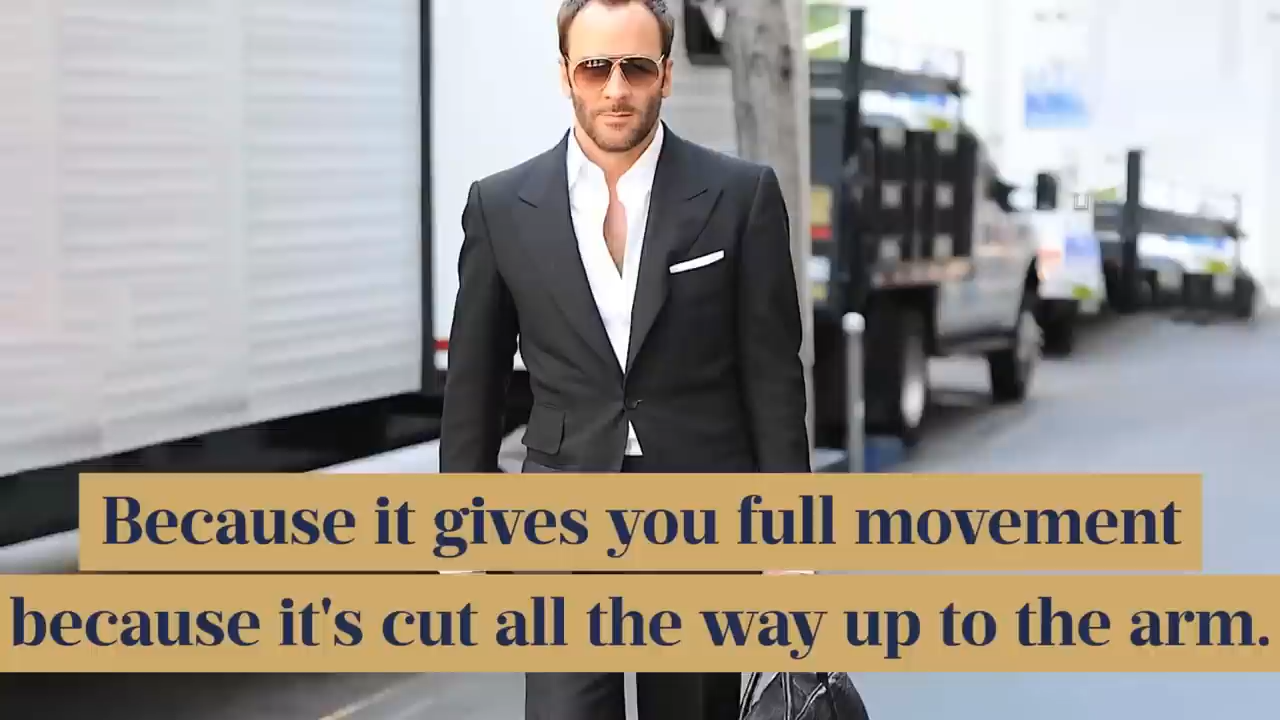 Because it gives you full movement
because it's cut all the way up to the arm.